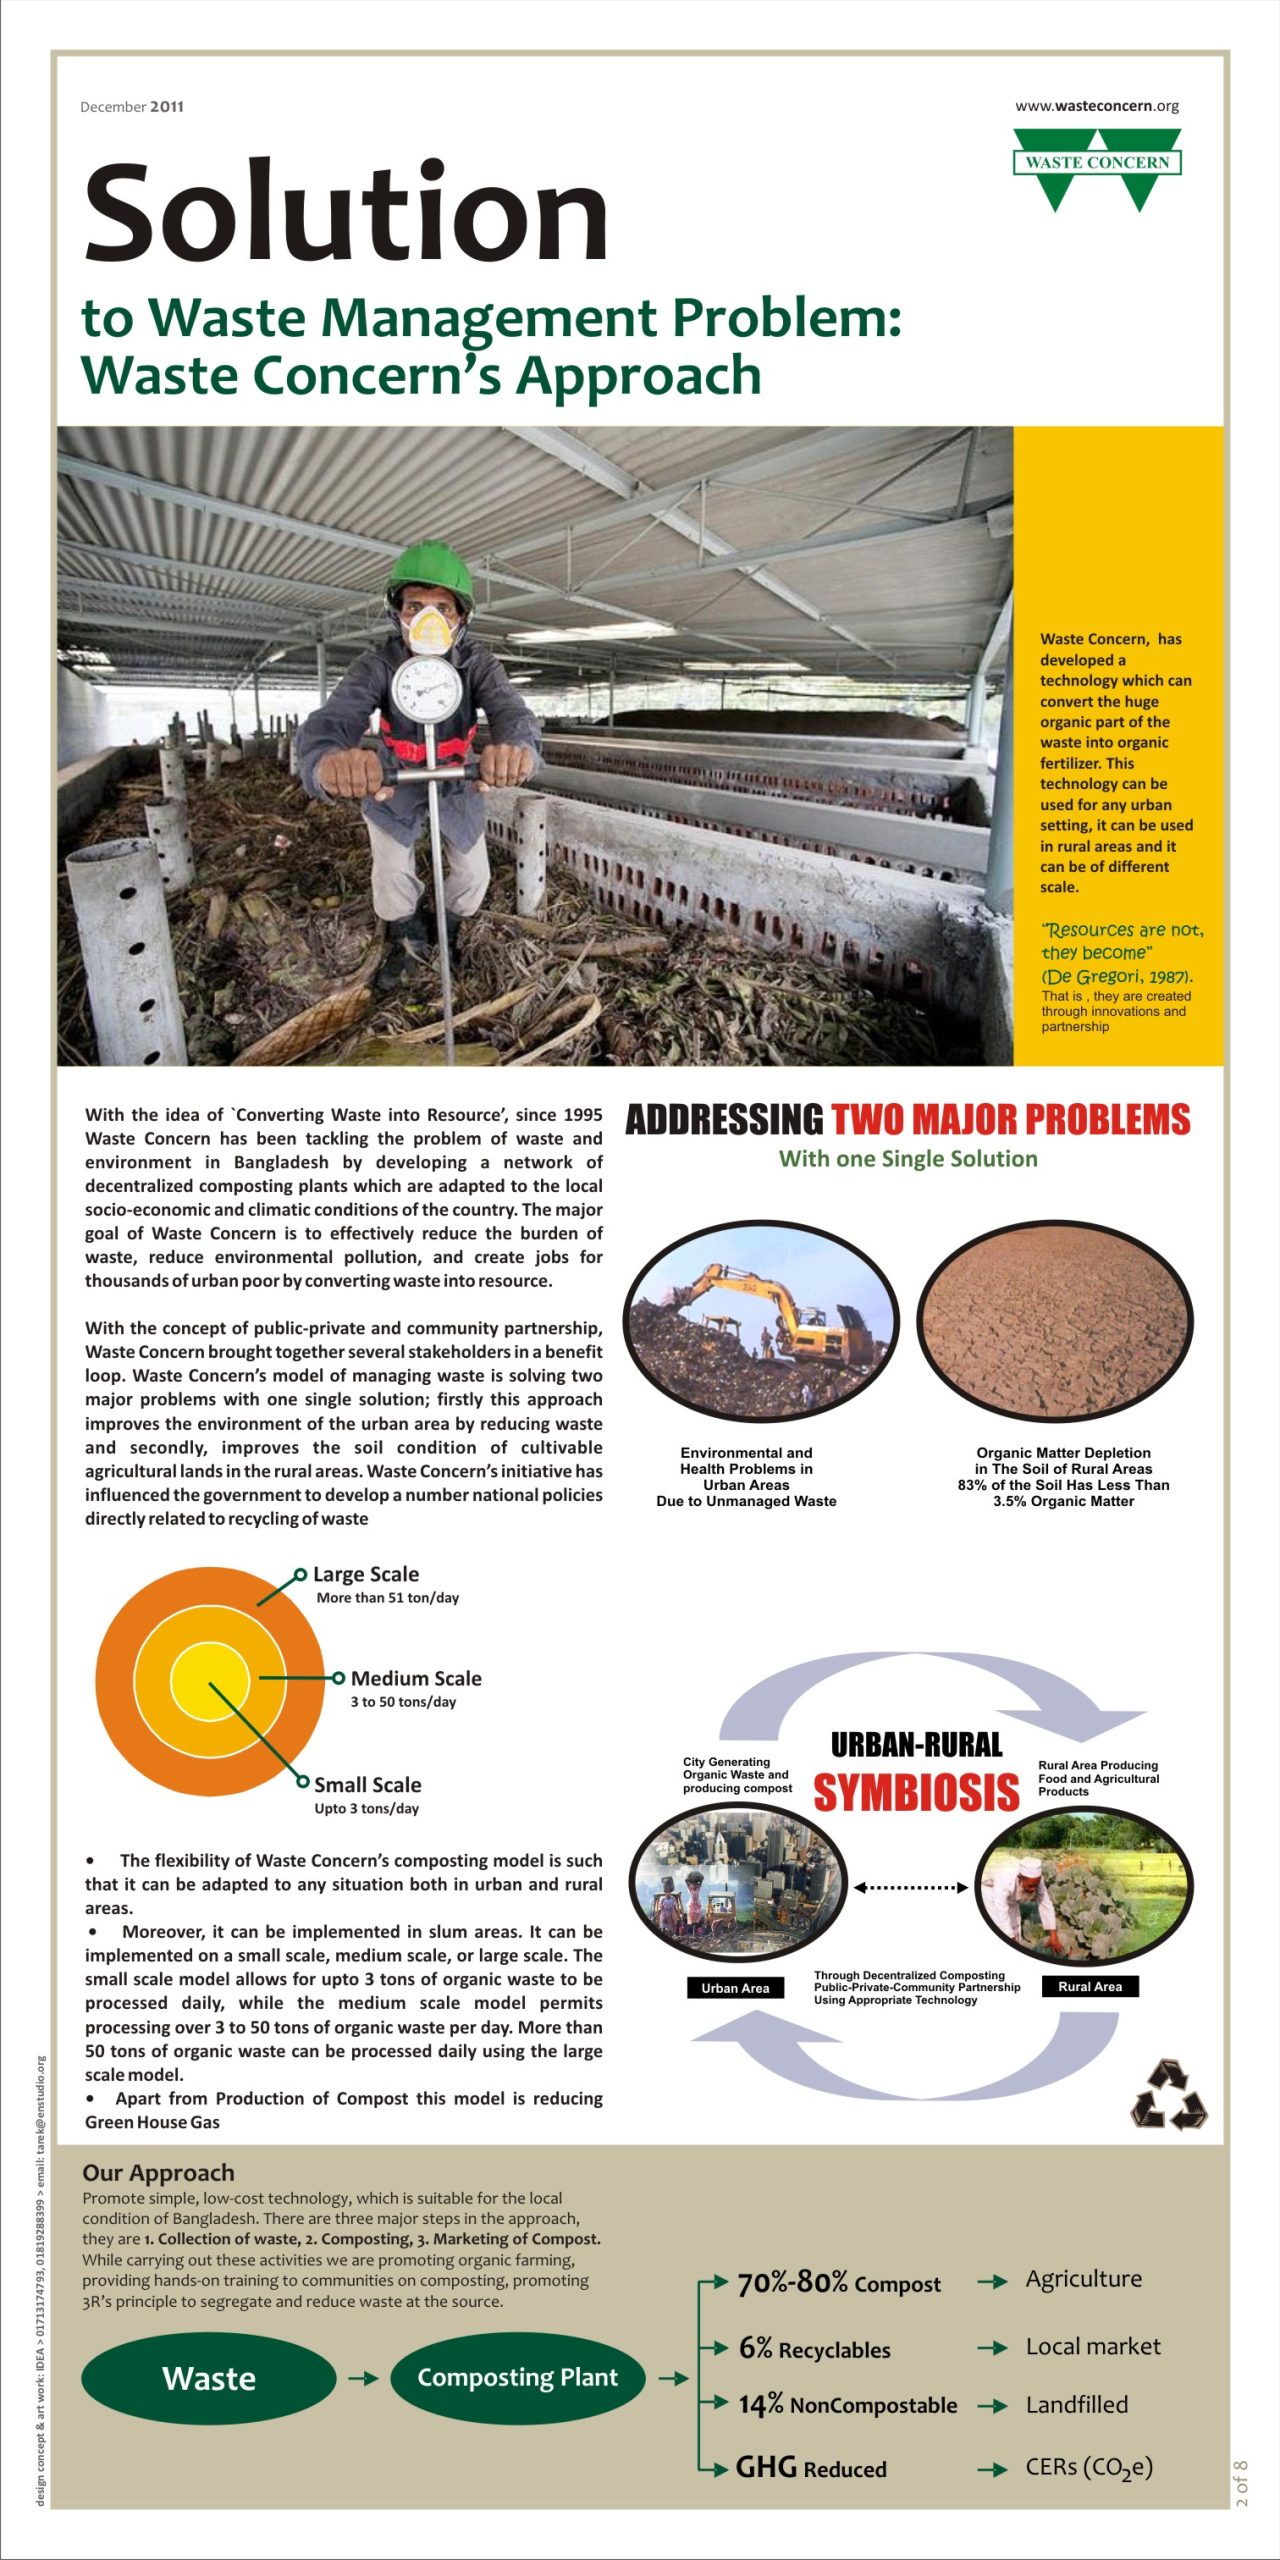 December 2011
www.wasteconcern.org
WASTE CONCERN
Solution
to Waste Management Problem:
Waste Concern’s Approach
Waste Concern, has
developed a
technology which can
convert the huge
organic part of the
waste into organic
fertilizer. This
technology can be
used for any urban
setting, it can be used
in rural areas and it
can be of different
scale.
“Resources are not,
they become”
(De Gregori, 1987).
That is , they are created
through innovations and
partnership
With the idea of `Converting Waste into Resource’, since 1995
Waste Concern has been tackling the problem of waste and
environment in Bangladesh by developing a network of
decentralized composting plants which are adapted to the local
socio-economic and climatic conditions of the country. The major
goal of Waste Concern is to effectively reduce the burden of
waste, reduce environmental pollution, and create jobs for
thousands of urban poor by converting waste into resource.
With the concept of public-private and community partnership,
Waste Concern brought together several stakeholders in a benefit
loop. Waste Concern’s model of managing waste is solving two
major problems with one single solution; firstly this approach
improves the environment of the urban area by reducing waste
and secondly, improves the soil condition of cultivable
agricultural lands in the rural areas. Waste Concern’s initiative has
influenced the government to develop a number national policies
directly related to recycling of waste
Large Scale
More than 51 ton/day
Medium Scale
3 to 50 tons/day
Small Scale
Upto 3 tons/day
• The flexibility of Waste Concern’s composting model is such
that it can be adapted to any situation both in urban and rural
areas.
• Moreover, it can be implemented in slum areas. It can be
implemented on a small scale, medium scale, or large scale. The
small scale model allows for upto 3 tons of organic waste to be
processed daily, while the medium scale model permits
processing over 3 to 50 tons of organic waste per day. More than
50 tons of organic waste can be processed daily using the large
scale model.
• Apart from Production of Compost this model is reducing
Green House Gas
ADDRESSING TWO MAJOR PROBLEMS
With one Single Solution
Environmental and
Health Problems in
Urban Areas
Due to Unmanaged Waste
Organic Matter Depletion
in The Soil of Rural Areas
83% of the Soil Has Less Than
3.5% Organic Matter
URBAN-RURAL
SYMBIOSIS
City Generating
Organic Waste and
producing compost
Rural Area Producing
Food and Agricultural
Products
Urban Area
Through Decentralized Composting
Public-Private-Community Partnership
Using Appropriate Technology
Rural Area
Our Approach
Promote simple, low-cost technology, which is suitable for the local
condition of Bangladesh. There are three major steps in the approach,
they are 1. Collection of waste, 2. Composting, 3. Marketing of Compost.
While carrying out these activities we are promoting organic farming,
providing hands-on training to communities on composting, promoting
3R’s principle to segregate and reduce waste at the source.
Waste
Composting Plant
70%-80% Compost
Agriculture
6% Recyclables
Local market
14% NonCompostable
Landfilled
GHG Reduced
CERs (CO₂e)
design concept & art work: IDEA > 01713174793, 01819288399 > email: tarek@enstudio.org
2 of 8